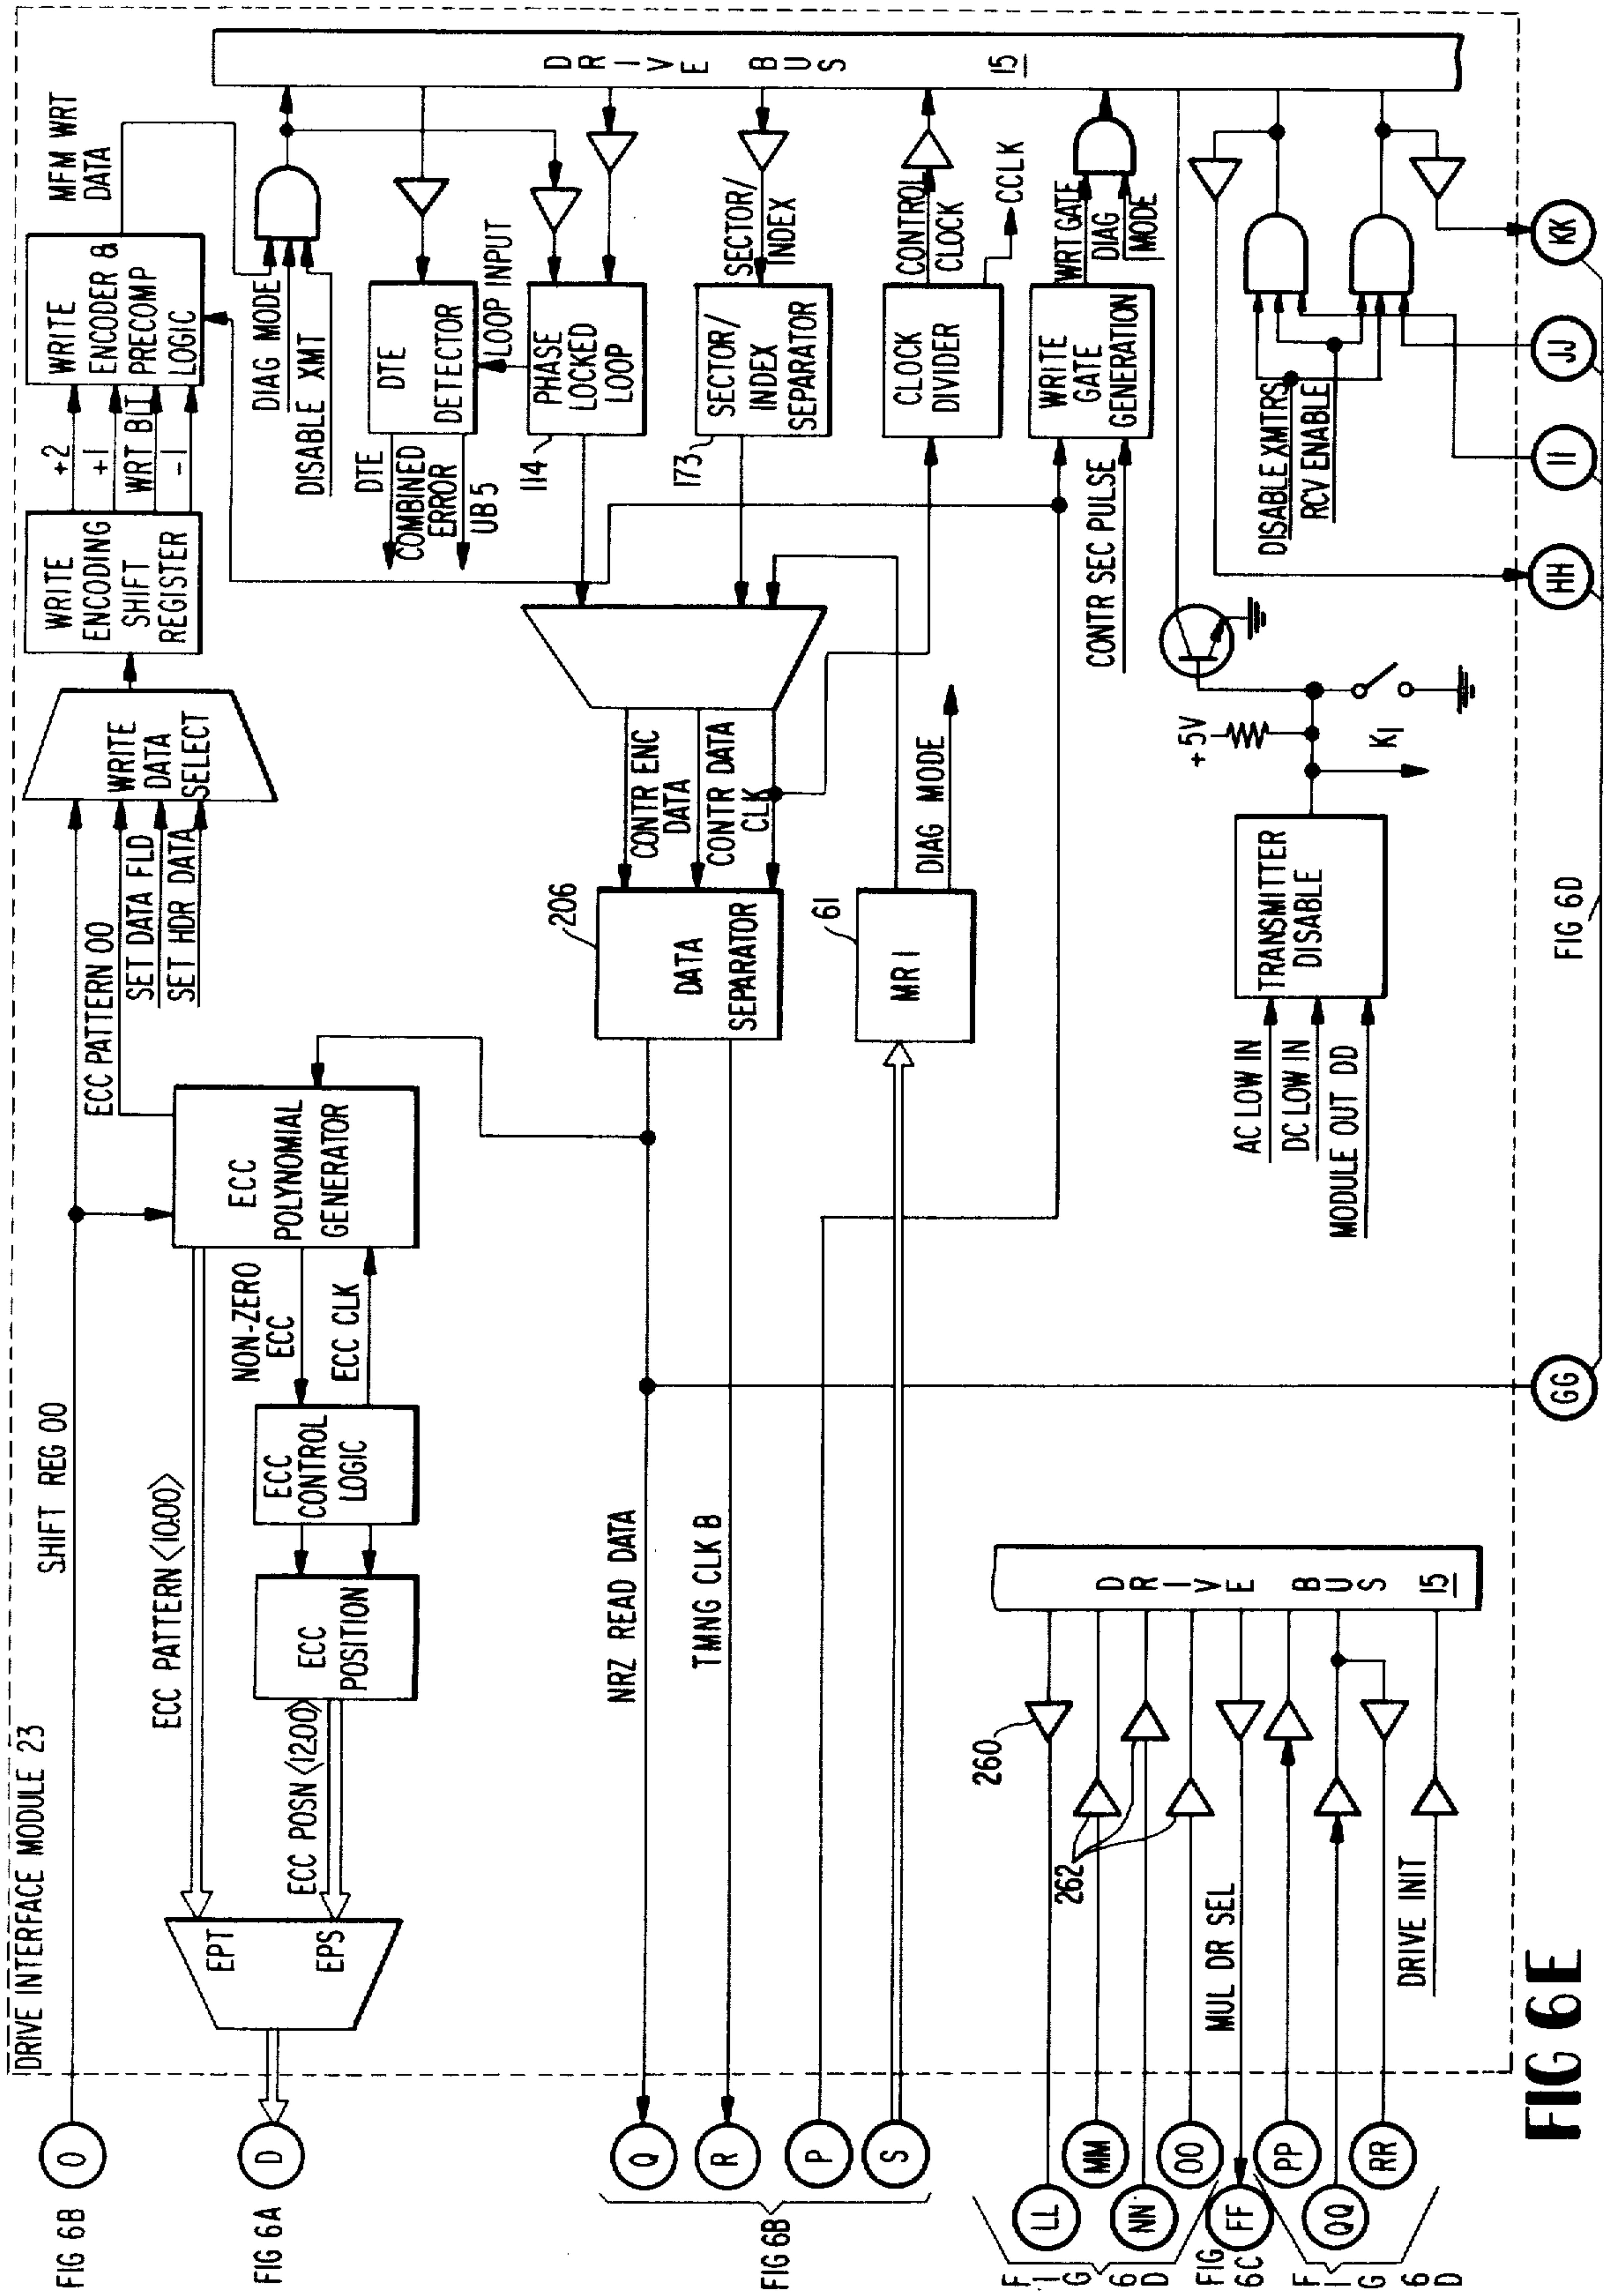 DRIVE INTERFACE MODULE 23
FIG 6B
O
SHIFT REG 00
ECC PATTERN 00
SET DATA FLD
SET HDR DATA
WRITE
DATA
SELECT
WRITE
ENCODING
SHIFT
REGISTER
+2
+1
WRT BIT
-1
WRITE
ENCODER &
PRECOMP
LOGIC
MFM WRT
DATA
DIAG MODE
DISABLE XMT
FIG 6A
D
EPT
EPS
ECC PATTERN <10:00>
ECC POSN <12:00>
ECC
POSITION
ECC
CONTROL
LOGIC
NON-ZERO
ECC
ECC CLK
ECC
POLYNOMIAL
GENERATOR
DTE
COMBINED
ERROR
UB5
DTE
DETECTOR
LOOP INPUT
114
PHASE
LOCKED
LOOP
173
SECTOR/
INDEX
SEPARATOR
SECTOR/
INDEX
CLOCK
DIVIDER
CONTROL
CLOCK
CCLK
WRITE
GATE
GENERATION
WRT GATE
DIAG
MODE
CONTR SEC PULSE
DRIVE BUS 15
FIG 6B
Q
R
P
S
NRZ READ DATA
TMNG CLK B
206
DATA
SEPARATOR
CONTR ENC
DATA
CONTR DATA
CLK
61
MR1
DIAG MODE
AC LOW IN
DC LOW IN
MODULE OUT DD
TRANSMITTER
DISABLE
+5V
K1
DISABLE XMTRS
RCV ENABLE
FIG 6D
LL
MM
NN
OO
FIG
6C
FF
FIG 6D
PP
QQ
RR
260
262
MUL DR SEL
DRIVE INIT
DRIVE BUS 15
GG
FIG 6D
HH
II
JJ
KK
FIG 6E